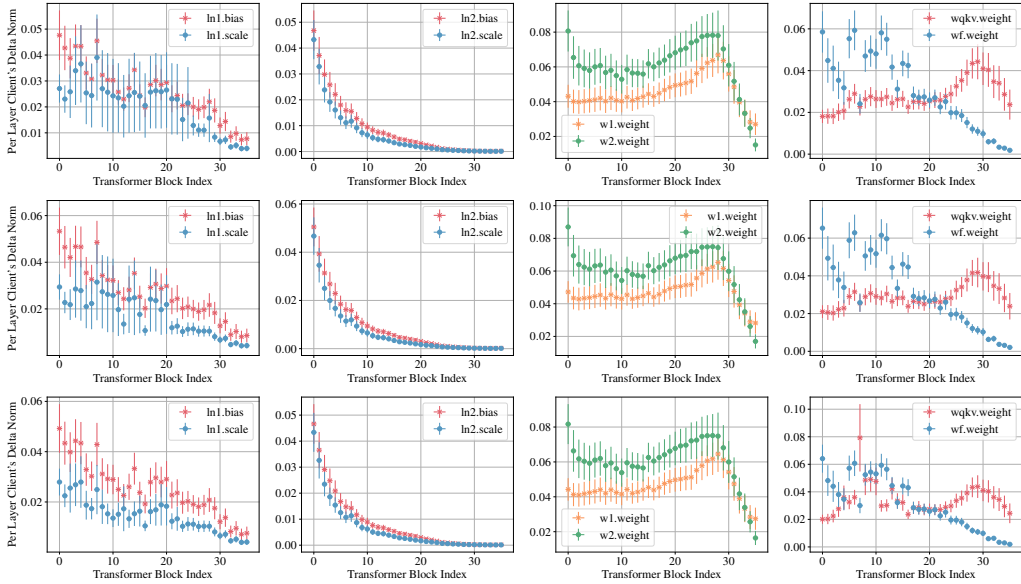 Per Layer Client's Delta Norm
0.05
0.04
0.03
0.02
0.01
ln1.bias
ln1.scale
0 10 20 30
Transformer Block Index
0.05
0.04
0.03
0.02
0.01
0.00
ln2.bias
ln2.scale
0 10 20 30
Transformer Block Index
0.08
0.06
0.04
0.02
w1.weight
w2.weight
0 10 20 30
Transformer Block Index
0.06
0.04
0.02
0.00
wqkv.weight
wf.weight
0 10 20 30
Transformer Block Index
Per Layer Client's Delta Norm
0.06
0.04
0.02
ln1.bias
ln1.scale
0 10 20 30
Transformer Block Index
0.06
0.04
0.02
0.00
ln2.bias
ln2.scale
0 10 20 30
Transformer Block Index
0.10
0.08
0.06
0.04
0.02
w1.weight
w2.weight
0 10 20 30
Transformer Block Index
0.08
0.06
0.04
0.02
0.00
wqkv.weight
wf.weight
0 10 20 30
Transformer Block Index
Per Layer Client's Delta Norm
0.06
0.04
0.02
ln1.bias
ln1.scale
0 10 20 30
Transformer Block Index
0.05
0.04
0.03
0.02
0.01
0.00
ln2.bias
ln2.scale
0 10 20 30
Transformer Block Index
0.08
0.06
0.04
0.02
w1.weight
w2.weight
0 10 20 30
Transformer Block Index
0.10
0.08
0.06
0.04
0.02
0.00
wqkv.weight
wf.weight
0 10 20 30
Transformer Block Index